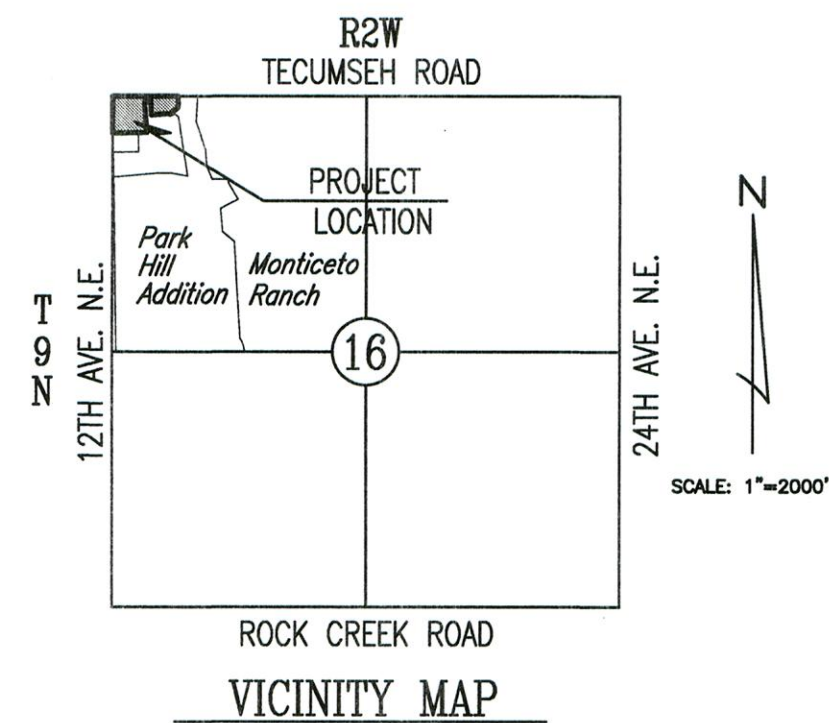 R2W
TECUMSEH ROAD
PROJECT
LOCATION
N
Park
Hill
Addition
Monticeto
Ranch
T
9
N
12TH AVE. N.E.
16
24TH AVE. N.E.
SCALE: 1"=2000'
ROCK CREEK ROAD
VICINITY MAP